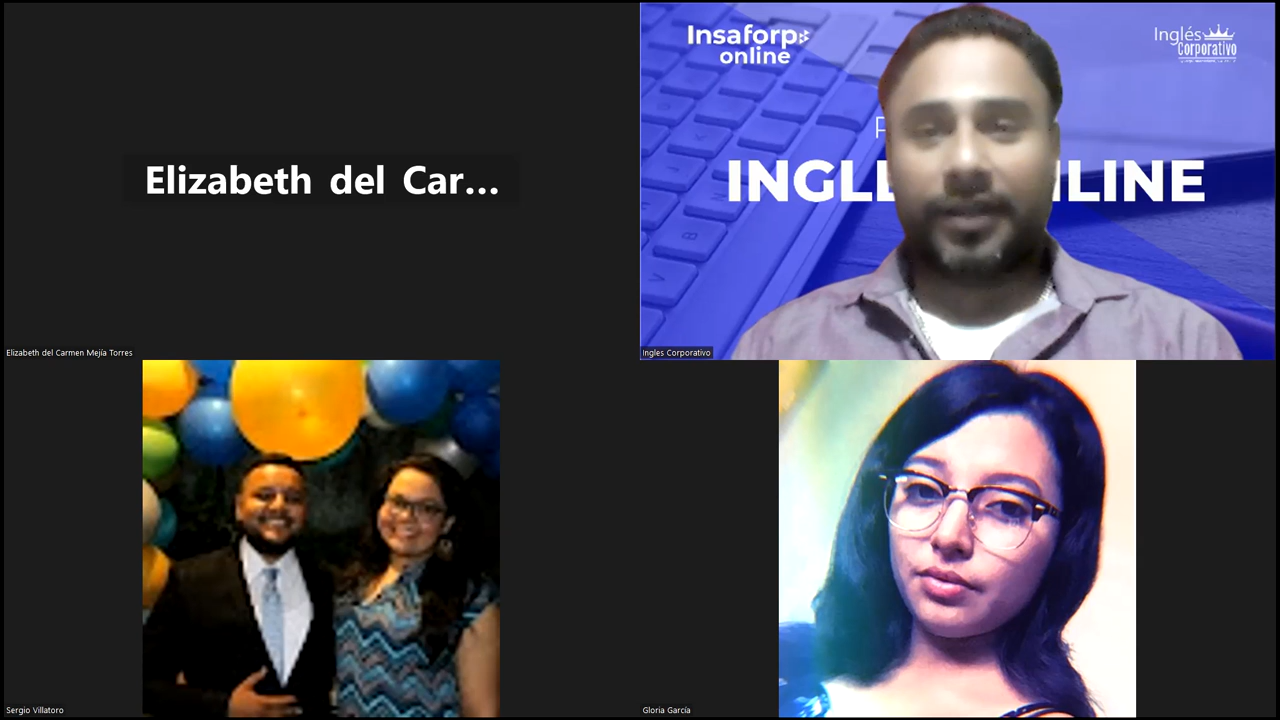 Elizabeth del Car...
Elizabeth del Carmen Mejía Torres
Insaforp
online
Inglés
Corporativo
P
INGL
NLINE
Ingles Corporativo
Sergio Villatoro
Gloria García